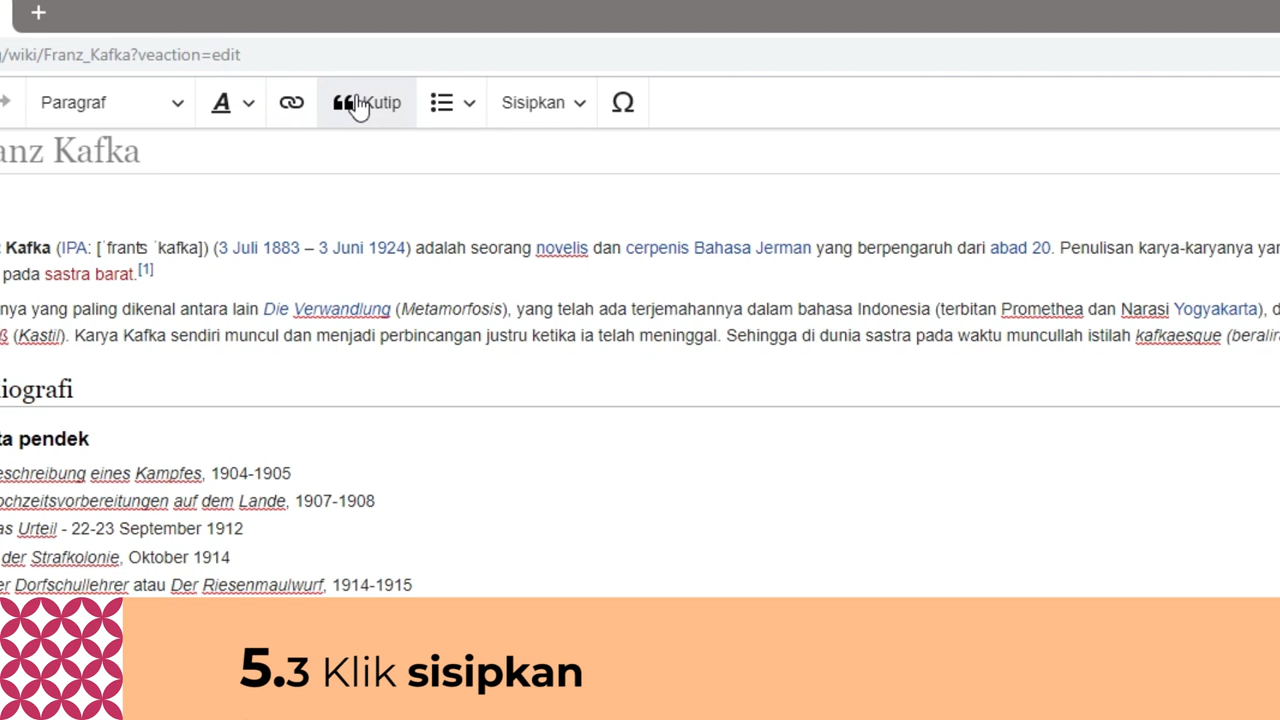 +
/wiki/Franz_Kafka?veaction=edit
Paragraf A Kutip Sisipkan Ω
anz Kafka
Kafka (IPA: [ˈfrants ˈkafka]) (3 Juli 1883 – 3 Juni 1924) adalah seorang novelis dan cerpenis Bahasa Jerman yang berpengaruh dari abad 20. Penulisan karya-karyanya
pada sastra barat.[1]
nya yang paling dikenal antara lain Die Verwandlung (Metamorfosis), yang telah ada terjemahannya dalam bahasa Indonesia (terbitan Promethea dan Narasi Yogyakarta), d
ß (Kastil). Karya Kafka sendiri muncul dan menjadi perbincangan justru ketika ia telah meninggal. Sehingga di dunia sastra pada waktu muncullah istilah kafkaesque (beralira
iografi
ta pendek
eschreibung eines Kampfes, 1904-1905
ochzeitsvorbereitungen auf dem Lande, 1907-1908
as Urteil - 22-23 September 1912
der Strafkolonie, Oktober 1914
er Dorfschullehrer atau Der Riesenmaulwurf, 1914-1915
5.3 Klik sisipkan